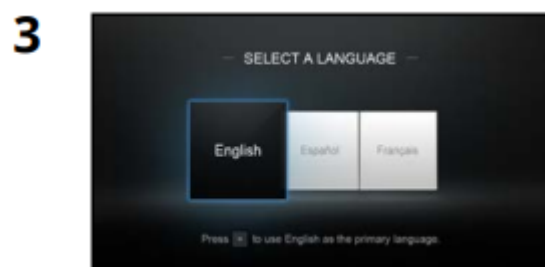 3
SELECT A LANGUAGE
English
Español
Français
Press to use English as the primary language.